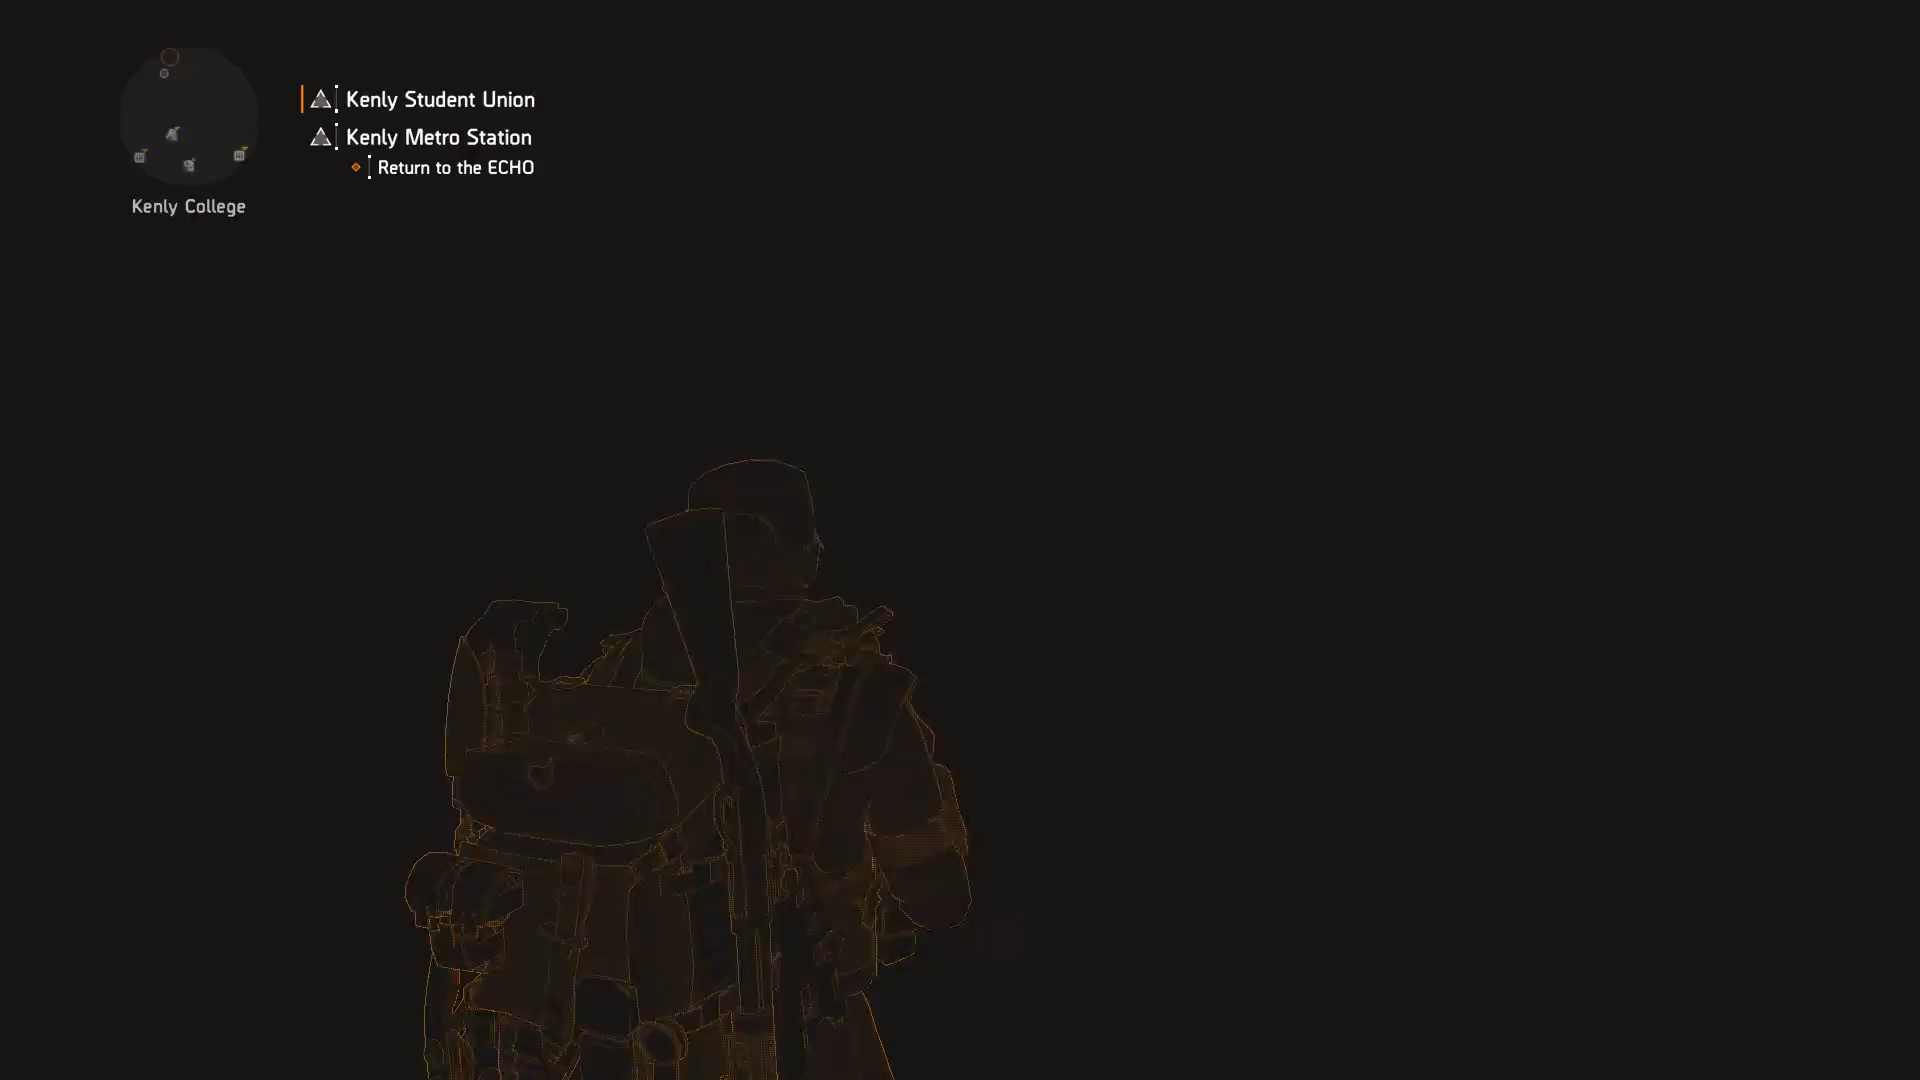 Kenly Student Union
Kenly Metro Station
Return to the ECHO
Kenly College